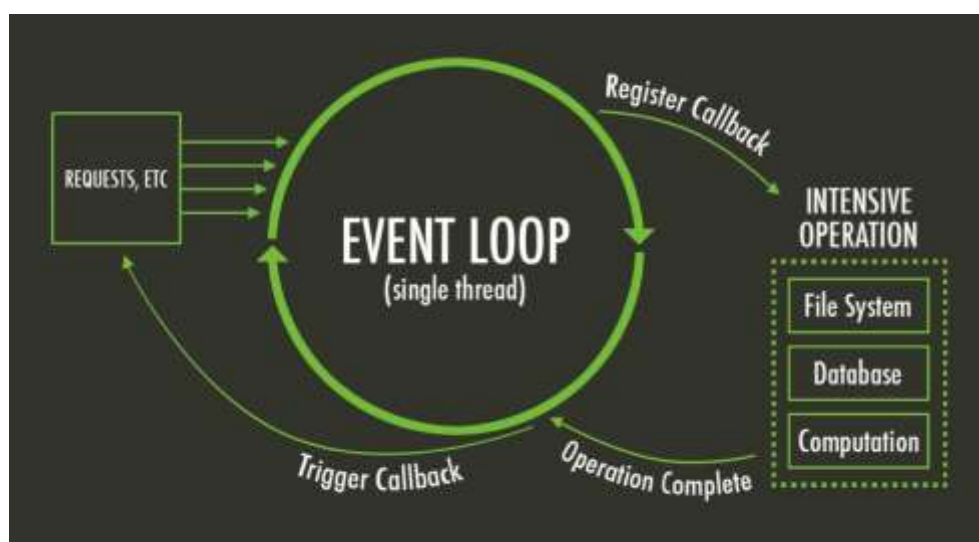 Register Callback
REQUESTS, ETC
INTENSIVE
OPERATION
EVENT LOOP
(single thread)
File System
Database
Computation
Trigger Callback
Operation Complete